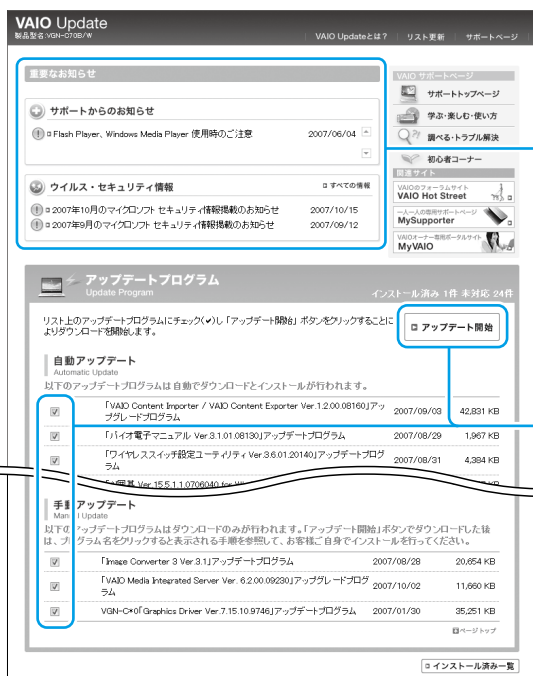 VAIO Update
製品型名:VGN-C70B/W
VAIO Updateとは? リスト更新 サポートページ
重要なお知らせ
サポートからのお知らせ
Flash Player、Windows Media Player 使用時のご注意 2007/06/04
ウイルス・セキュリティ情報 すべての情報
2007年10月のマイクロソフト セキュリティ情報掲載のお知らせ 2007/10/15
2007年9月のマイクロソフト セキュリティ情報掲載のお知らせ 2007/09/12
VAIO サポートページ
サポートトップページ
学ぶ・楽しむ・使い方
調べる・トラブル解決
初心者コーナー
関連サイト
VAIOのフォーラムサイト
VAIO Hot Street
一人一人の専用サポートページ
MySupporter
VAIOオーナー専用ポータルサイト
MyVAIO
アップデートプログラム
Update Program
インストール済み 1件 未対応 24件
リスト上のアップデートプログラムにチェック(✓)し「アップデート開始」ボタンをクリックすることに
よりダウンロードを開始します。
アップデート開始
自動アップデート
Automatic Update
以下のアップデートプログラムは自動でダウンロードとインストールが行われます。
「VAIO Content Importer / VAIO Content Exporter Ver.1.2.00.08160」アッ
プグレードプログラム 2007/09/03 42,831 KB
「バイオ電子マニュアル Ver.3.1.01.08130」アップデートプログラム 2007/08/29 1,967 KB
「ワイヤレススイッチ設定ユーティリティ Ver.3.6.01.20140」アップデートプログ
ラム 2007/08/31 4,384 KB
Ver.15.5.1.1.0706040 for
手動アップデート
Manual Update
以下のアップデートプログラムはダウンロードのみが行われます。「アップデート開始」ボタンでダウンロードした後
は、プログラム名をクリックすると表示される手順を参照して、お客様ご自身でインストールを行ってください。
「Image Converter 3 Ver.3.1」アップデートプログラム 2007/08/28 20,654 KB
「VAIO Media Integrated Server Ver. 6.2.00.09230」アップグレードプログ
ラム 2007/10/02 11,660 KB
VGN-C*0「Graphics Driver Ver.7.15.10.9746」アップデートプログラム 2007/01/30 35,251 KB
ページトップ
インストール済み一覧